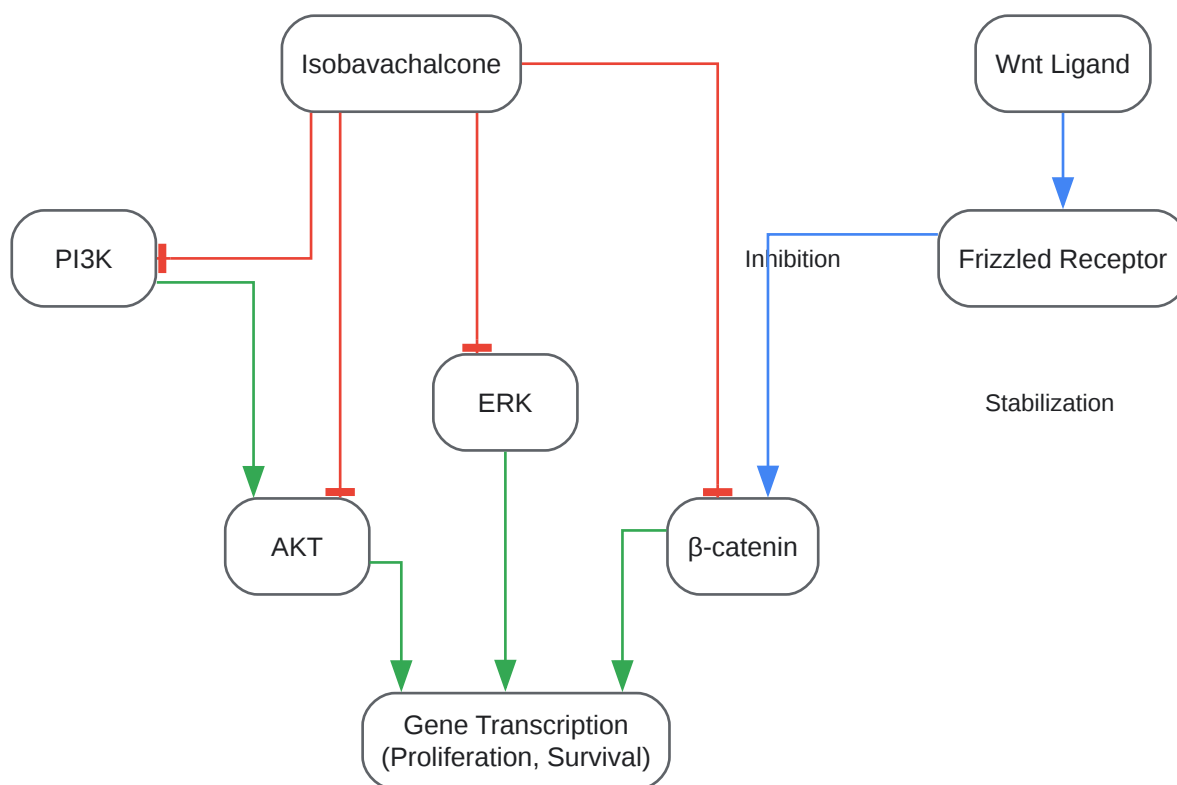 Isobavachalcone
Wnt Ligand
PI3K
Inhibition
Frizzled Receptor
ERK
Stabilization
AKT
β-catenin
Gene Transcription
(Proliferation, Survival)